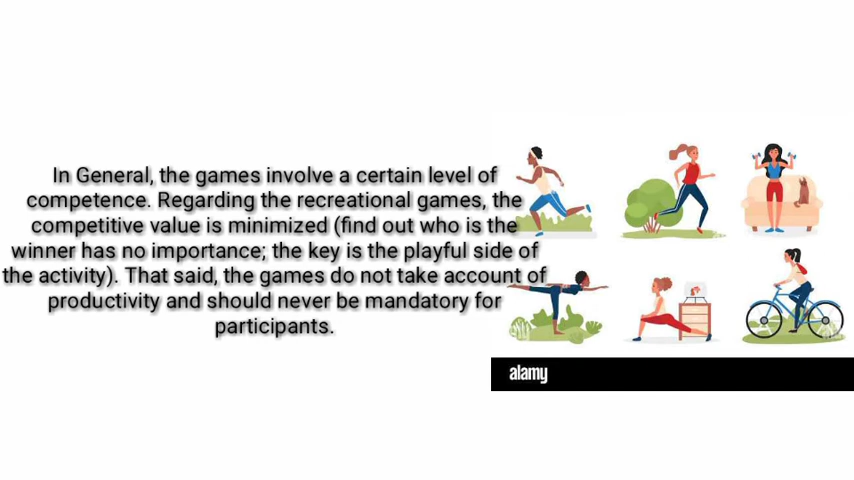 In General, the games involve a certain level of
competence. Regarding the recreational games, the
competitive value is minimized (find out who is the
winner has no importance; the key is the playful side of
the activity). That said, the games do not take account of
productivity and should never be mandatory for
participants.
alamy